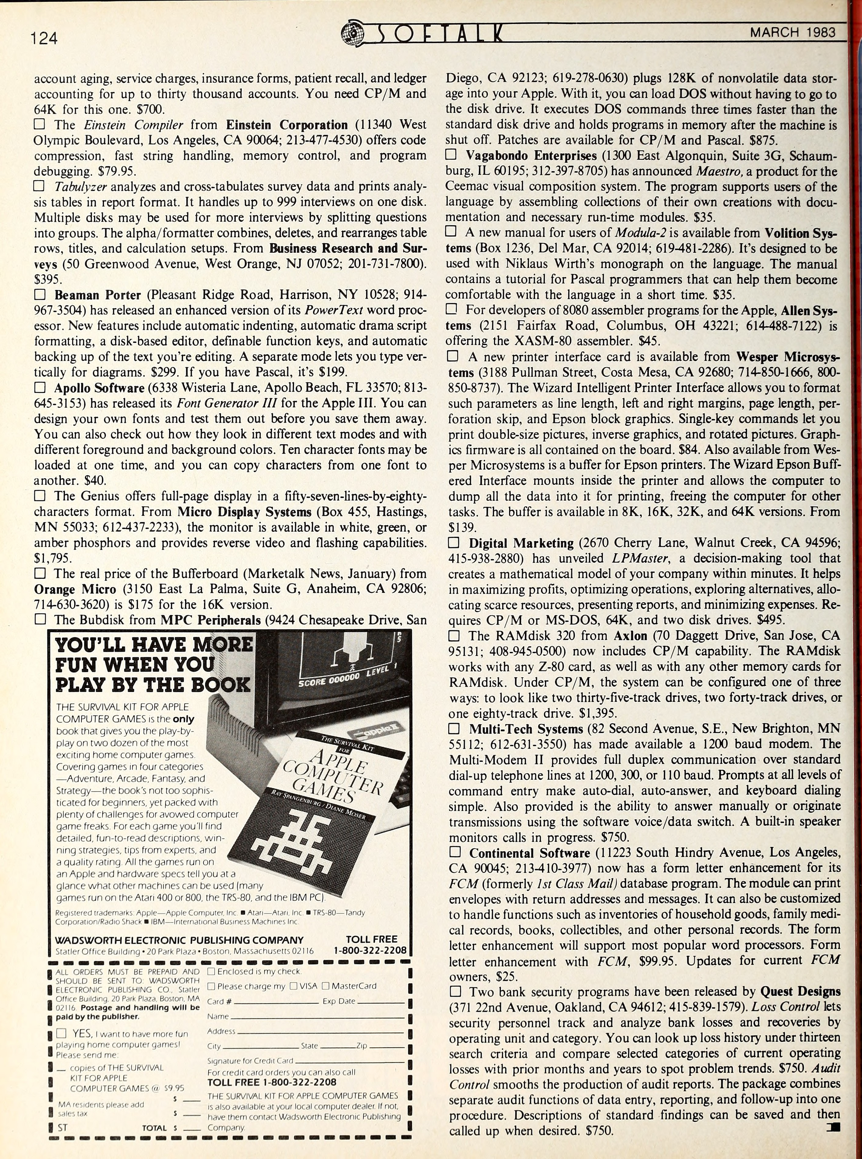 124
SOFTALK
MARCH 1983
account aging, service charges, insurance forms, patient recall, and ledger
accounting for up to thirty thousand accounts. You need CP/M and
64K for this one. $700.
☐ The Einstein Compiler from Einstein Corporation (11340 West
Olympic Boulevard, Los Angeles, CA 90064; 213-477-4530) offers code
compression, fast string handling, memory control, and program
debugging. $79.95.
☐ Tabulyzer analyzes and cross-tabulates survey data and prints analy-
sis tables in report format. It handles up to 999 interviews on one disk.
Multiple disks may be used for more interviews by splitting questions
into groups. The alpha/formatter combines, deletes, and rearranges table
rows, titles, and calculation setups. From Business Research and Sur-
veys (50 Greenwood Avenue, West Orange, NJ 07052; 201-731-7800).
$395.
☐ Beaman Porter (Pleasant Ridge Road, Harrison, NY 10528; 914-
967-3504) has released an enhanced version of its PowerText word proc-
essor. New features include automatic indenting, automatic drama script
formatting, a disk-based editor, definable function keys, and automatic
backing up of the text you're editing. A separate mode lets you type ver-
tically for diagrams. $299. If you have Pascal, it's $199.
☐ Apollo Software (6338 Wisteria Lane, Apollo Beach, FL 33570; 813-
645-3153) has released its Font Generator III for the Apple III. You can
design your own fonts and test them out before you save them away.
You can also check out how they look in different text modes and with
different foreground and background colors. Ten character fonts may be
loaded at one time, and you can copy characters from one font to
another. $40.
☐ The Genius offers full-page display in a fifty-seven-lines-by-eighty-
characters format. From Micro Display Systems (Box 455, Hastings,
MN 55033; 612-437-2233), the monitor is available in white, green, or
amber phosphors and provides reverse video and flashing capabilities.
$1,795.
☐ The real price of the Bufferboard (Marketalk News, January) from
Orange Micro (3150 East La Palma, Suite G, Anaheim, CA 92806;
714-630-3620) is $175 for the 16K version.
☐ The Bubdisk from MPC Peripherals (9424 Chesapeake Drive, San
Diego, CA 92123; 619-278-0630) plugs 128K of nonvolatile data stor-
age into your Apple. With it, you can load DOS without having to go to
the disk drive. It executes DOS commands three times faster than the
standard disk drive and holds programs in memory after the machine is
shut off. Patches are available for CP/M and Pascal. $875.
☐ Vagabondo Enterprises (1300 East Algonquin, Suite 3G, Schaum-
burg, IL 60195; 312-397-8705) has announced Maestro, a product for the
Ceemac visual composition system. The program supports users of the
language by assembling collections of their own creations with docu-
mentation and necessary run-time modules. $35.
☐ A new manual for users of Modula-2 is available from Volition Sys-
tems (Box 1236, Del Mar, CA 92014; 619-481-2286). It's designed to be
used with Niklaus Wirth's monograph on the language. The manual
contains a tutorial for Pascal programmers that can help them become
comfortable with the language in a short time. $35.
☐ For developers of 8080 assembler programs for the Apple, Allen Sys-
tems (2151 Fairfax Road, Columbus, OH 43221; 614-488-7122) is
offering the XASM-80 assembler. $45.
☐ A new printer interface card is available from Wesper Microsys-
tems (3188 Pullman Street, Costa Mesa, CA 92680; 714-850-1666, 800-
850-8737). The Wizard Intelligent Printer Interface allows you to format
such parameters as line length, left and right margins, page length, per-
foration skip, and Epson block graphics. Single-key commands let you
print double-size pictures, inverse graphics, and rotated pictures. Graph-
ics firmware is all contained on the board. $84. Also available from Wes-
per Microsystems is a buffer for Epson printers. The Wizard Epson Buff-
ered Interface mounts inside the printer and allows the computer to
dump all the data into it for printing, freeing the computer for other
tasks. The buffer is available in 8K, 16K, 32K, and 64K versions. From
$139.
☐ Digital Marketing (2670 Cherry Lane, Walnut Creek, CA 94596;
415-938-2880) has unveiled LPMaster, a decision-making tool that
creates a mathematical model of your company within minutes. It helps
in maximizing profits, optimizing operations, exploring alternatives, allo-
cating scarce resources, presenting reports, and minimizing expenses. Re-
quires CP/M or MS-DOS, 64K, and two disk drives. $495.
☐ The RAMdisk 320 from Axlon (70 Daggett Drive, San Jose, CA
95131; 408-945-0500) now includes CP/M capability. The RAMdisk
works with any Z-80 card, as well as with any other memory cards for
RAMdisk. Under CP/M, the system can be configured one of three
ways: to look like two thirty-five-track drives, two forty-track drives, or
one eighty-track drive. $1,395.
☐ Multi-Tech Systems (82 Second Avenue, S.E., New Brighton, MN
55112; 612-631-3550) has made available a 1200 baud modem. The
Multi-Modem II provides full duplex communication over standard
dial-up telephone lines at 1200, 300, or 110 baud. Prompts at all levels of
command entry make auto-dial, auto-answer, and keyboard dialing
simple. Also provided is the ability to answer manually or originate
transmissions using the software voice/data switch. A built-in speaker
monitors calls in progress. $750.
☐ Continental Software (11223 South Hindry Avenue, Los Angeles,
CA 90045; 213-410-3977) now has a form letter enhancement for its
FCM (formerly 1st Class Mail) database program. The module can print
envelopes with return addresses and messages. It can also be customized
to handle functions such as inventories of household goods, family medi-
cal records, books, collectibles, and other personal records. The form
letter enhancement will support most popular word processors. Form
letter enhancement with FCM, $99.95. Updates for current FCM
owners, $25.
☐ Two bank security programs have been released by Quest Designs
(371 22nd Avenue, Oakland, CA 94612; 415-839-1579). Loss Control lets
security personnel track and analyze bank losses and recoveries by
operating unit and category. You can look up loss history under thirteen
search criteria and compare selected categories of current operating
losses with prior months and years to spot problem trends. $750. Audit
Control smooths the production of audit reports. The package combines
separate audit functions of data entry, reporting, and follow-up into one
procedure. Descriptions of standard findings can be saved and then
called up when desired. $750.
YOU'LL HAVE MORE
FUN WHEN YOU
PLAY BY THE BOOK
SCORE 000000 LEVEL 1
THE SURVIVAL KIT FOR APPLE
COMPUTER GAMES is the only
book that gives you the play-by-
play on two dozen of the most
exciting home computer games.
Covering games in four categories
—Adventure, Arcade, Fantasy, and
Strategy—the book's not too sophis-
ticated for beginners, yet packed with
plenty of challenges for avowed computer
game freaks. For each game you'll find
detailed, fun-to-read descriptions, win-
ning strategies, tips from experts, and
a quality rating. All the games run on
an Apple and hardware specs tell you at a
glance what other machines can be used (many
games run on the Atari 400 or 800, the TRS-80, and the IBM PC).
THE SURVIVAL KIT
FOR
APPLE
COMPUTER
GAMES
RAY SPANGENBURG · DIANE MOSER
Registered trademarks: Apple—Apple Computer, Inc. ■ Atari—Atari, Inc. ■ TRS-80—Tandy
Corporation/Radio Shack ■ IBM—International Business Machines Inc.
WADSWORTH ELECTRONIC PUBLISHING COMPANY TOLL FREE
Statler Office Building • 20 Park Plaza • Boston, Massachusetts 02116 1-800-322-2208
ALL ORDERS MUST BE PREPAID AND
SHOULD BE SENT TO: WADSWORTH
ELECTRONIC PUBLISHING CO., Statler
Office Building, 20 Park Plaza, Boston, MA
02116. Postage and handling will be
paid by the publisher.
☐ YES, I want to have more fun
playing home computer games!
Please send me:
__ copies of THE SURVIVAL
KIT FOR APPLE
COMPUTER GAMES @ $9.95
$ __
MA residents please add
sales tax $ __
ST TOTAL $ __
☐ Enclosed is my check
☐ Please charge my ☐ VISA ☐ MasterCard
Card # Exp Date
Name
Address
City State Zip
Signature for Credit Card
For credit card orders you can also call
TOLL FREE 1-800-322-2208
THE SURVIVAL KIT FOR APPLE COMPUTER GAMES
is also available at your local computer dealer. If not,
have them contact Wadsworth Electronic Publishing
Company.